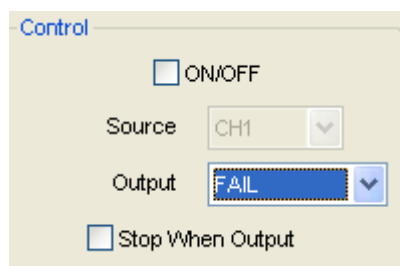 Control
ON/OFF
Source CH1
Output FAIL
Stop When Output